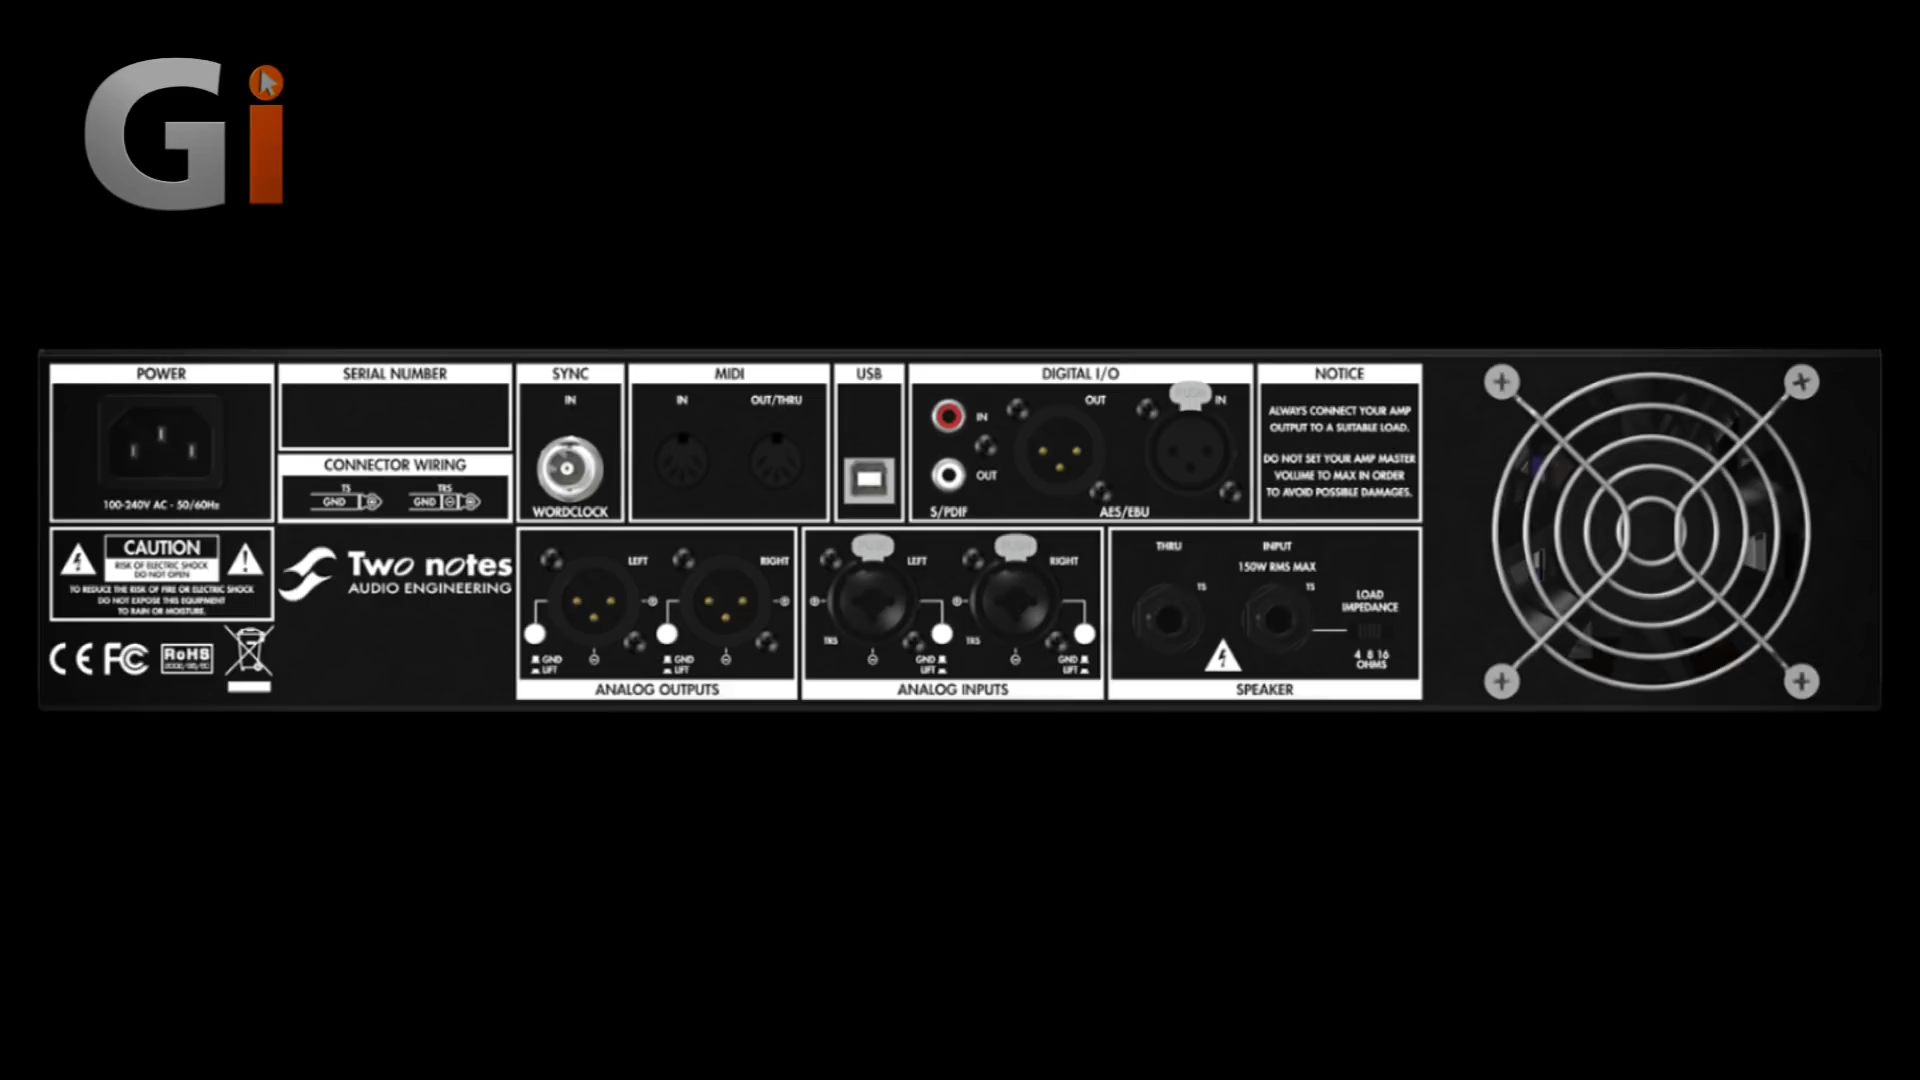 Gi
POWER
100-240V AC - 50/60Hz
SERIAL NUMBER
CONNECTOR WIRING
TS
TRS
GND
GND
SYNC
IN
WORDCLOCK
MIDI
IN
OUT/THRU
USB
DIGITAL I/O
IN
OUT
S/PDIF
OUT
IN
AES/EBU
NOTICE
ALWAYS CONNECT YOUR AMP
OUTPUT TO A SUITABLE LOAD.
DO NOT SET YOUR AMP MASTER
VOLUME TO MAX IN ORDER
TO AVOID POSSIBLE DAMAGES.
CAUTION
RISK OF ELECTRIC SHOCK
DO NOT OPEN
TO REDUCE THE RISK OF FIRE OR ELECTRIC SHOCK
DO NOT EXPOSE THIS EQUIPMENT
TO RAIN OR MOISTURE.
CE FC
RoHS
Two notes
AUDIO ENGINEERING
LEFT
RIGHT
GND
LIFT
GND
LIFT
ANALOG OUTPUTS
LEFT
RIGHT
TRS
TRS
GND
LIFT
GND
LIFT
ANALOG INPUTS
THRU
INPUT
150W RMS MAX
TS
TS
LOAD
IMPEDANCE
4 8 16
OHMS
SPEAKER